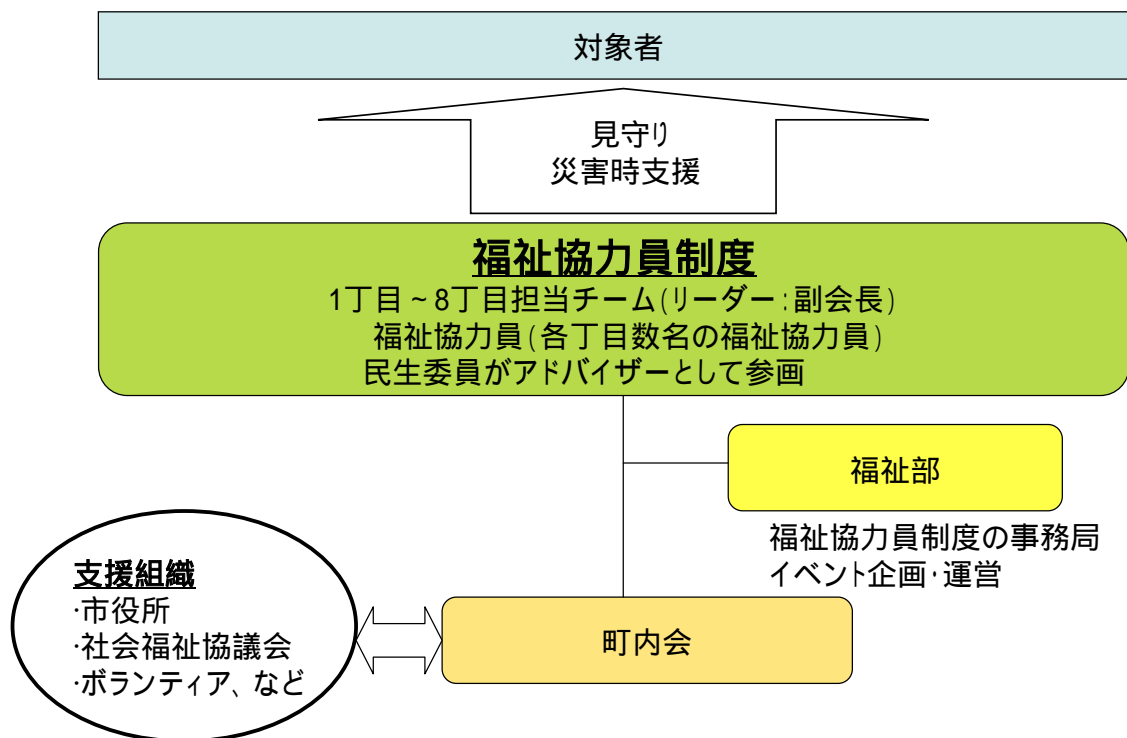 対象者
見守り
災害時支援
福祉協力員制度
1丁目~8丁目担当チーム(リーダー:副会長)
福祉協力員(各丁目数名の福祉協力員)
民生委員がアドバイザーとして参画
福祉部
福祉協力員制度の事務局
イベント企画・運営
支援組織
・市役所
・社会福祉協議会
・ボランティア、など
町内会